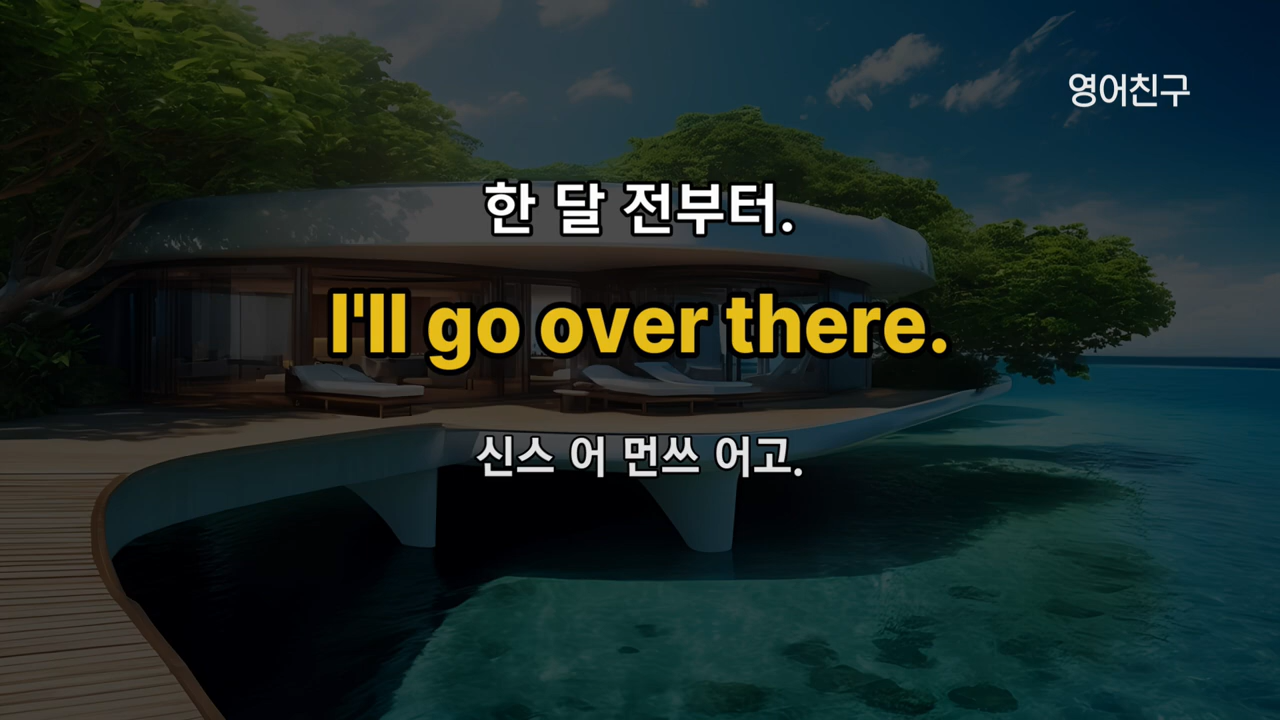 영어친구
한 달 전부터.
I'll go over there.
신스 어 먼쓰 어고.